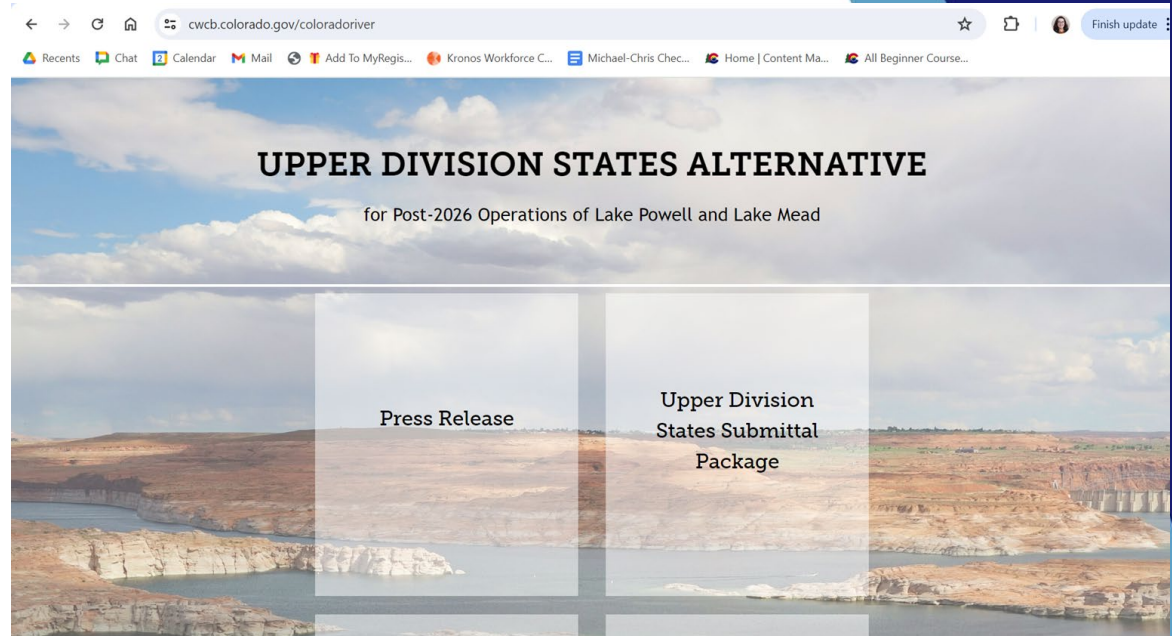 cwcb.colorado.gov/coloradoriver
Finish update
Recents Chat 2 Calendar Mail Add To MyRegis... Kronos Workforce C... Michael-Chris Chec... Home | Content Ma... All Beginner Course...
UPPER DIVISION STATES ALTERNATIVE
for Post-2026 Operations of Lake Powell and Lake Mead
Press Release
Upper Division
States Submittal
Package